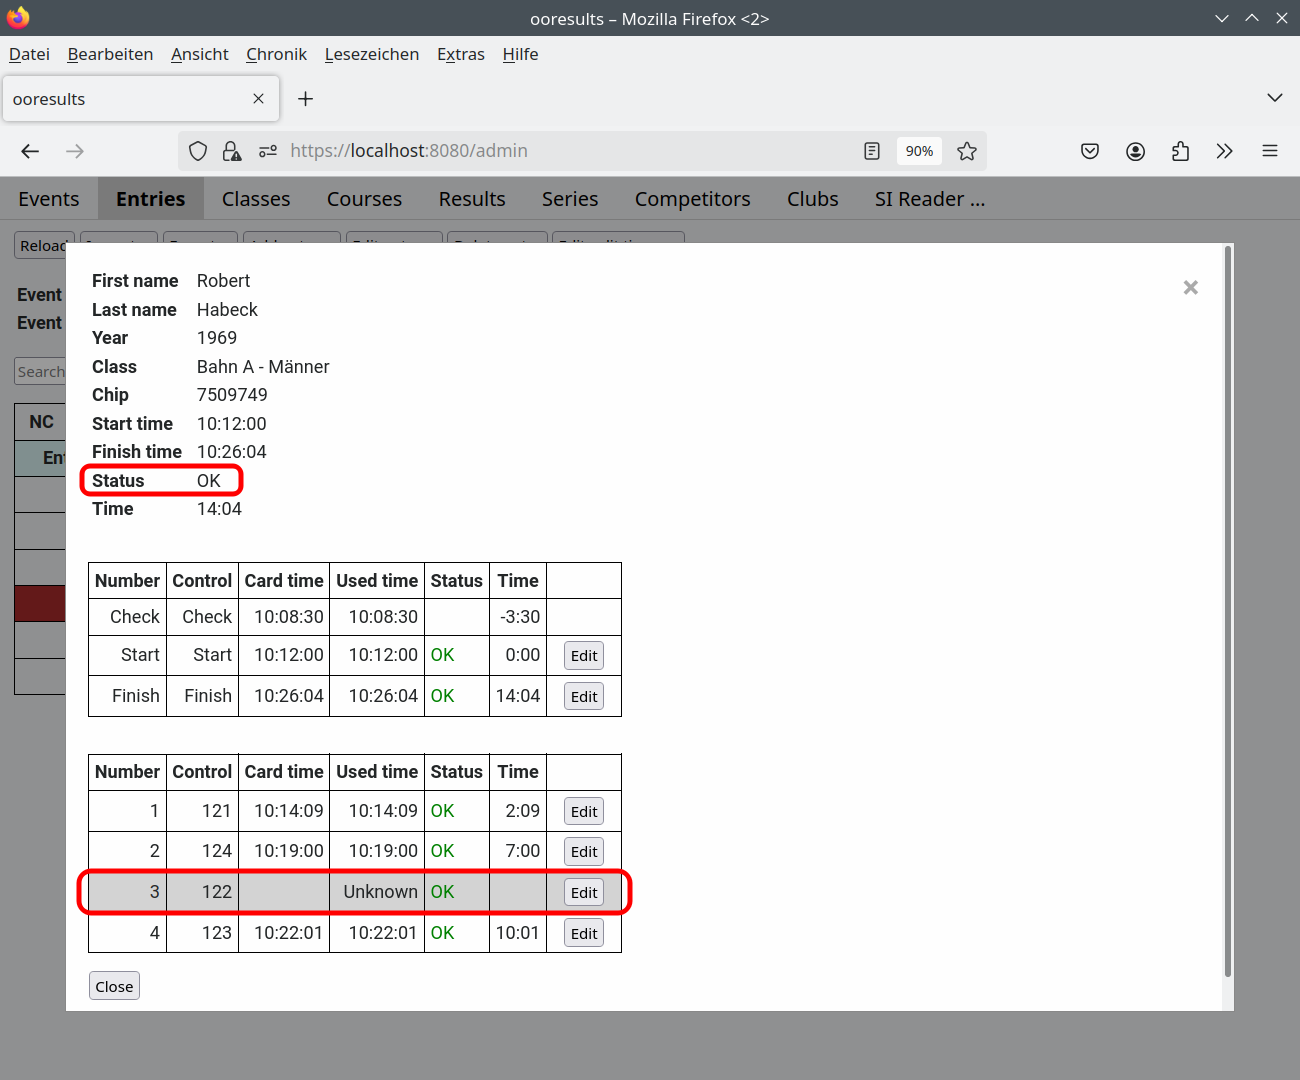 ooresults – Mozilla Firefox <2>
Datei Bearbeiten Ansicht Chronik Lesezeichen Extras Hilfe
ooresults
https://localhost:8080/admin 90%
Events Entries Classes Courses Results Series Competitors Clubs SI Reader ...
Reload
First name Robert
Event Last name Habeck
Event Year 1969
Search Class Bahn A - Männer
Chip 7509749
NC Start time 10:12:00
Finish time 10:26:04
Status OK
Time 14:04
Number Control Card time Used time Status Time
Check Check 10:08:30 10:08:30 -3:30
Start Start 10:12:00 10:12:00 OK 0:00 Edit
Finish Finish 10:26:04 10:26:04 OK 14:04 Edit
Number Control Card time Used time Status Time
1 121 10:14:09 10:14:09 OK 2:09 Edit
2 124 10:19:00 10:19:00 OK 7:00 Edit
3 122 Unknown OK Edit
4 123 10:22:01 10:22:01 OK 10:01 Edit
Close